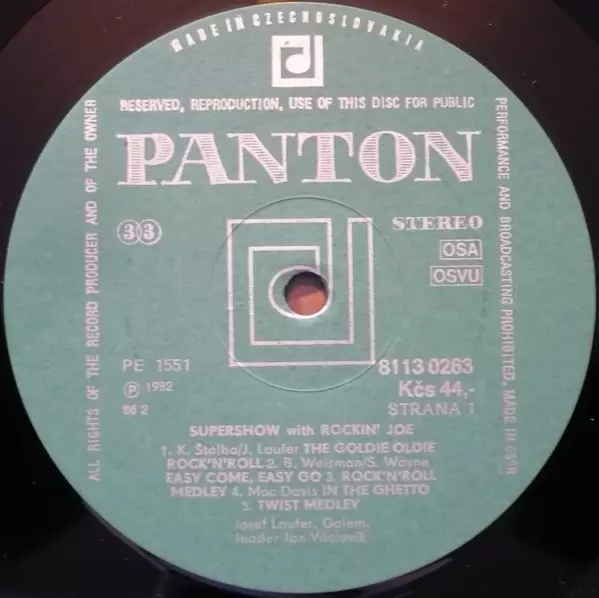 MADE IN CZECHOSLOVAKIA
RESERVED, REPRODUCTION, USE OF THIS DISC FOR PUBLIC
PERFORMANCE AND BROADCASTING PROHIBITED. MADE IN ČSFR
ALL RIGHTS OF THE RECORD PRODUCER AND OF THE OWNER
PANTON
33
STEREO
OSA
OSVU
PE 1551
Ⓟ 1982
86 2
8113 0263
Kčs 44,-
STRANA 1
SUPERSHOW with ROCKIN' JOE
1. K. Štolba/J. Laufer THE GOLDIE OLDIE
ROCK'N'ROLL 2. B. Weisman/S. Wayne
EASY COME, EASY GO 3. ROCK'N'ROLL
MEDLEY 4. Mac Davis IN THE GHETTO
5. TWIST MEDLEY
Josef Laufer, Golem,
leader Jan Václavík